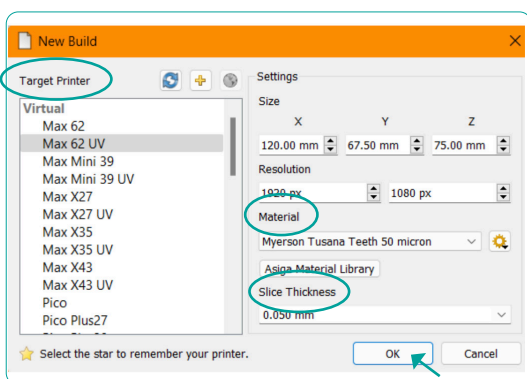 New Build
Target Printer
Virtual
Max 62
Max 62 UV
Max Mini 39
Max Mini 39 UV
Max X27
Max X27 UV
Max X35
Max X35 UV
Max X43
Max X43 UV
Pico
Pico Plus27
Select the star to remember your printer.
Settings
Size
X Y Z
120.00 mm 67.50 mm 75.00 mm
Resolution
1920 px 1080 px
Material
Myerson Tusana Teeth 50 micron
Asiga Material Library
Slice Thickness
0.050 mm
OK Cancel